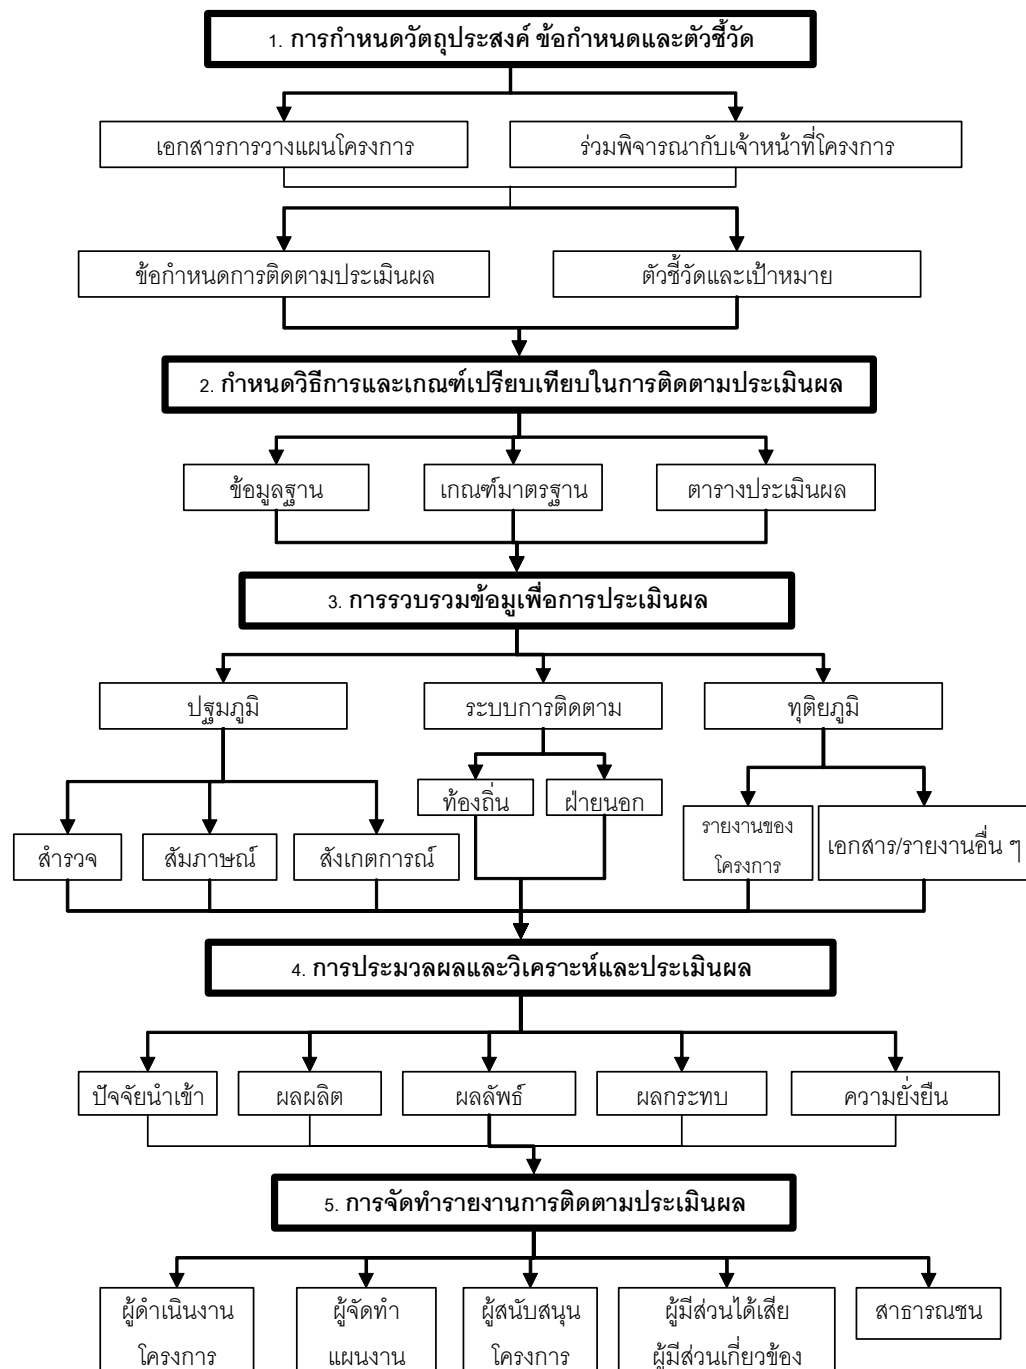 1. การกำหนดวัตถุประสงค์ ข้อกำหนดและตัวชี้วัด
เอกสารการวางแผนโครงการ
ร่วมพิจารณากับเจ้าหน้าที่โครงการ
ข้อกำหนดการติดตามประเมินผล
ตัวชี้วัดและเป้าหมาย
2. กำหนดวิธีการและเกณฑ์เปรียบเทียบในการติดตามประเมินผล
ข้อมูลฐาน
เกณฑ์มาตรฐาน
ตารางประเมินผล
3. การรวบรวมข้อมูเพื่อการประเมินผล
ปฐมภูมิ
ระบบการติดตาม
ทุติยภูมิ
ท้องถิ่น
ฝ่ายนอก
สำรวจ
สัมภาษณ์
สังเกตการณ์
รายงานของ
โครงการ
เอกสาร/รายงานอื่น ๆ
4. การประมวลผลและวิเคราะห์และประเมินผล
ปัจจัยนำเข้า
ผลผลิต
ผลลัพธ์
ผลกระทบ
ความยั่งยืน
5. การจัดทำรายงานการติดตามประเมินผล
ผู้ดำเนินงาน
โครงการ
ผู้จัดทำ
แผนงาน
ผู้สนับสนุน
โครงการ
ผู้มีส่วนได้เสีย
ผู้มีส่วนเกี่ยวข้อง
สาธารณชน